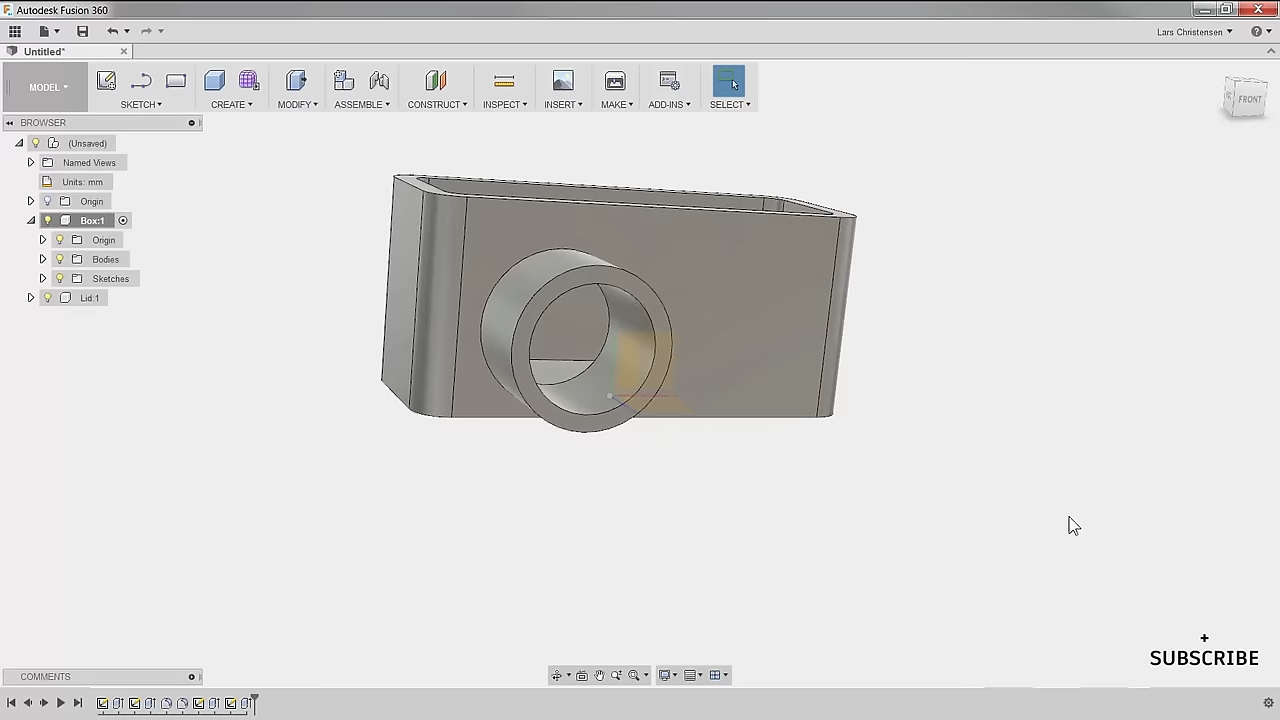 Autodesk Fusion 360
Lars Christensen
Untitled*
MODEL
SKETCH
CREATE
MODIFY
ASSEMBLE
CONSTRUCT
INSPECT
INSERT
MAKE
ADD-INS
SELECT
FRONT
BROWSER
(Unsaved)
Named Views
Units: mm
Origin
Box:1
Origin
Bodies
Sketches
Lid:1
+
SUBSCRIBE
COMMENTS